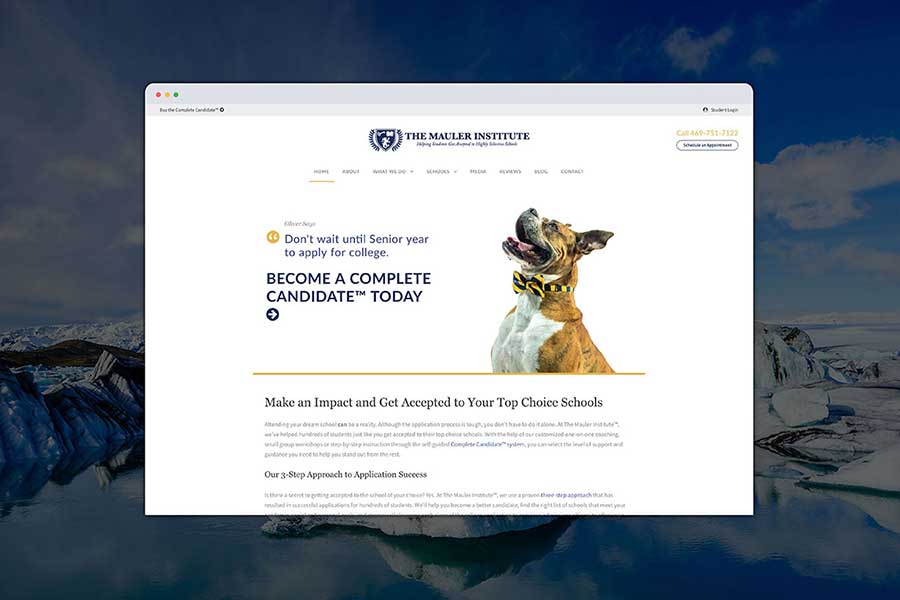 Buy the Complete Candidate™
Student Login
THE MAULER INSTITUTE
Helping Students Get Accepted to Highly Selective Schools
Call 469-751-7122
Schedule an Appointment
HOME ABOUT WHAT WE DO SCHOOLS MEDIA REVIEWS BLOG CONTACT
Oliver Says
Don't wait until Senior year
to apply for college.
BECOME A COMPLETE
CANDIDATE™ TODAY
Make an Impact and Get Accepted to Your Top Choice Schools
Attending your dream school can be a reality. Although the application process is tough, you don't have to do it alone. At The Mauler Institute™,
we've helped hundreds of students just like you get accepted to their top choice schools. With the help of our customized one-on-one coaching,
small group workshops or step-by-step instruction through the self-guided Complete Candidate™ system, you can select the level of support and
guidance you need to help you stand out from the rest.
Our 3-Step Approach to Application Success
Is there a secret to getting accepted to the school of your choice? Yes. At The Mauler Institute™, we use a proven three-step approach that has
resulted in successful applications for hundreds of students. We'll help you become a better candidate, find the right list of schools that meet your